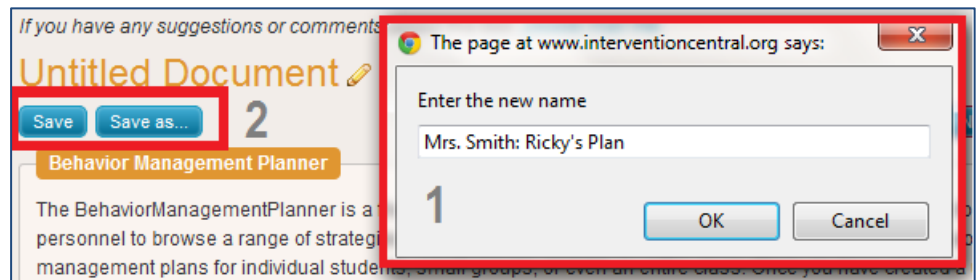 If you have any suggestions or comments
The page at www.interventioncentral.org says:
Untitled Document
Enter the new name
Save Save as... 2
Mrs. Smith: Ricky's Plan
Behavior Management Planner
1
OK Cancel
The BehaviorManagementPlanner is a
personnel to browse a range of
management plans for individual students, small groups, or even an entire class. Once you have created a